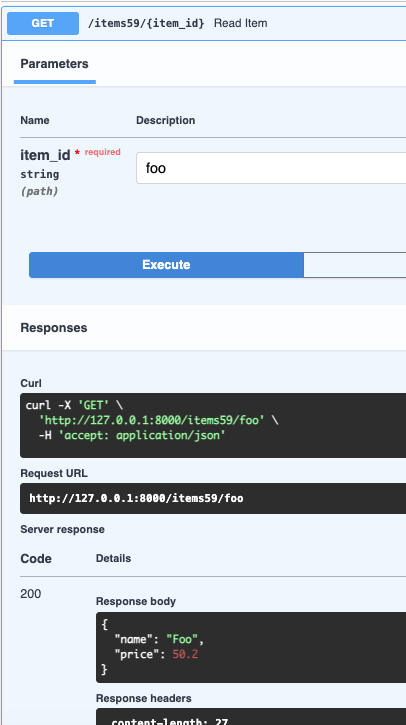 GET /items59/{item_id} Read Item
Parameters
Name Description
item_id * required
string
(path)
foo
Execute
Responses
Curl
curl -X 'GET' \
'http://127.0.0.1:8000/items59/foo' \
-H 'accept: application/json'
Request URL
http://127.0.0.1:8000/items59/foo
Server response
Code Details
200
Response body
{
"name": "Foo",
"price": 50.2
}
Response headers
content-length: 27